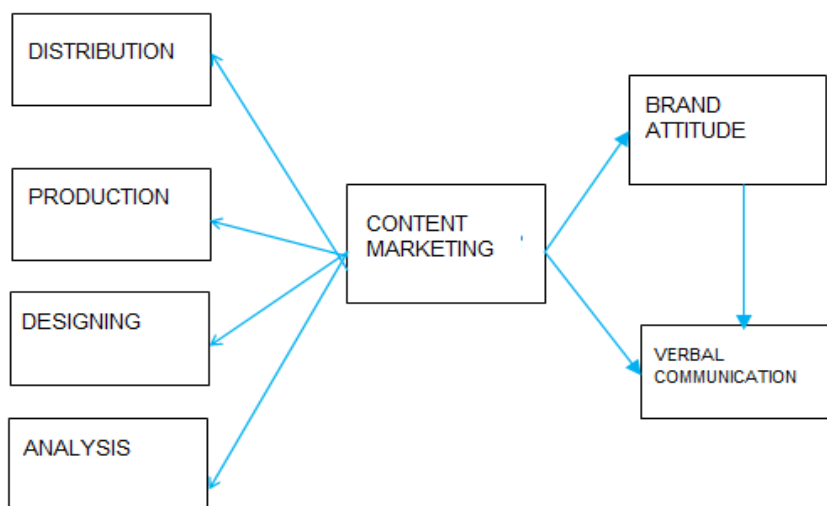 DISTRIBUTION
PRODUCTION
DESIGNING
ANALYSIS
CONTENT
MARKETING
BRAND
ATTITUDE
VERBAL
COMMUNICATION